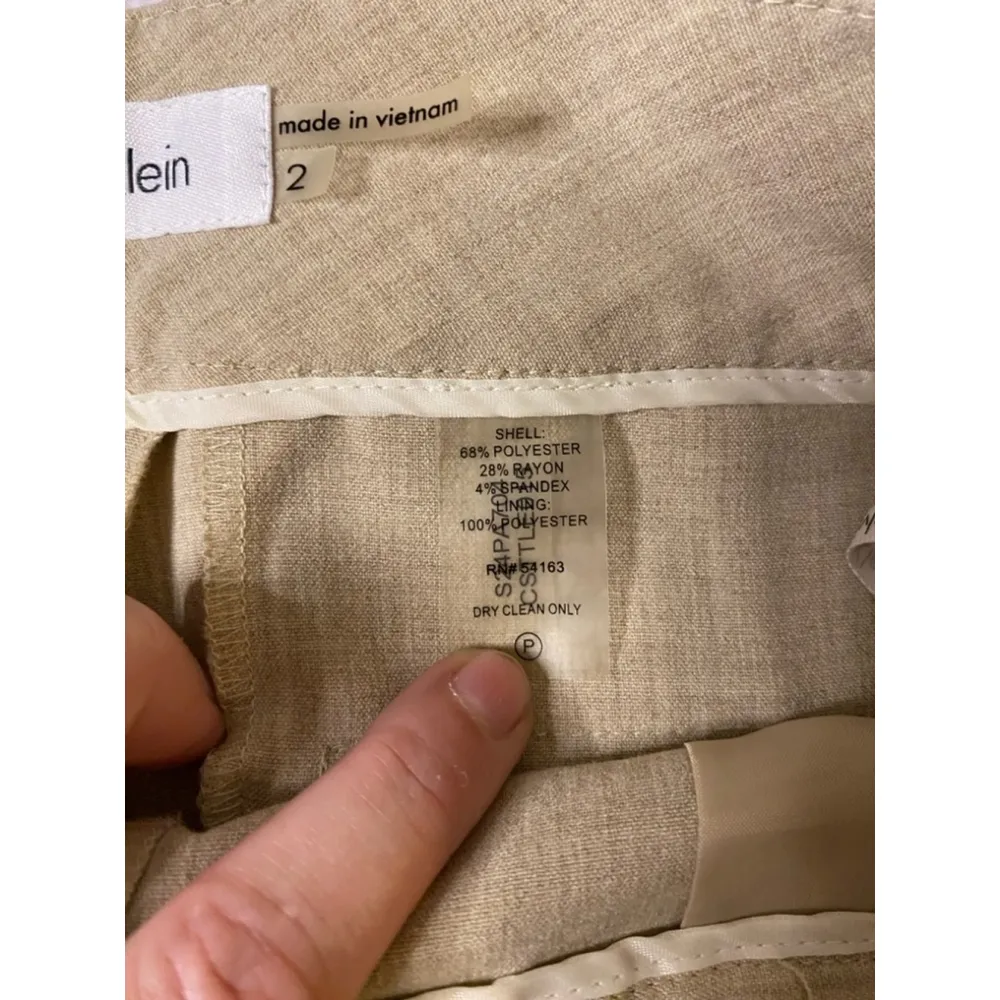 lein
made in vietnam
2
SHELL:
68% POLYESTER
28% RAYON
4% SPANDEX
LINING:
100% POLYESTER
RN# 54163
DRY CLEAN ONLY
P